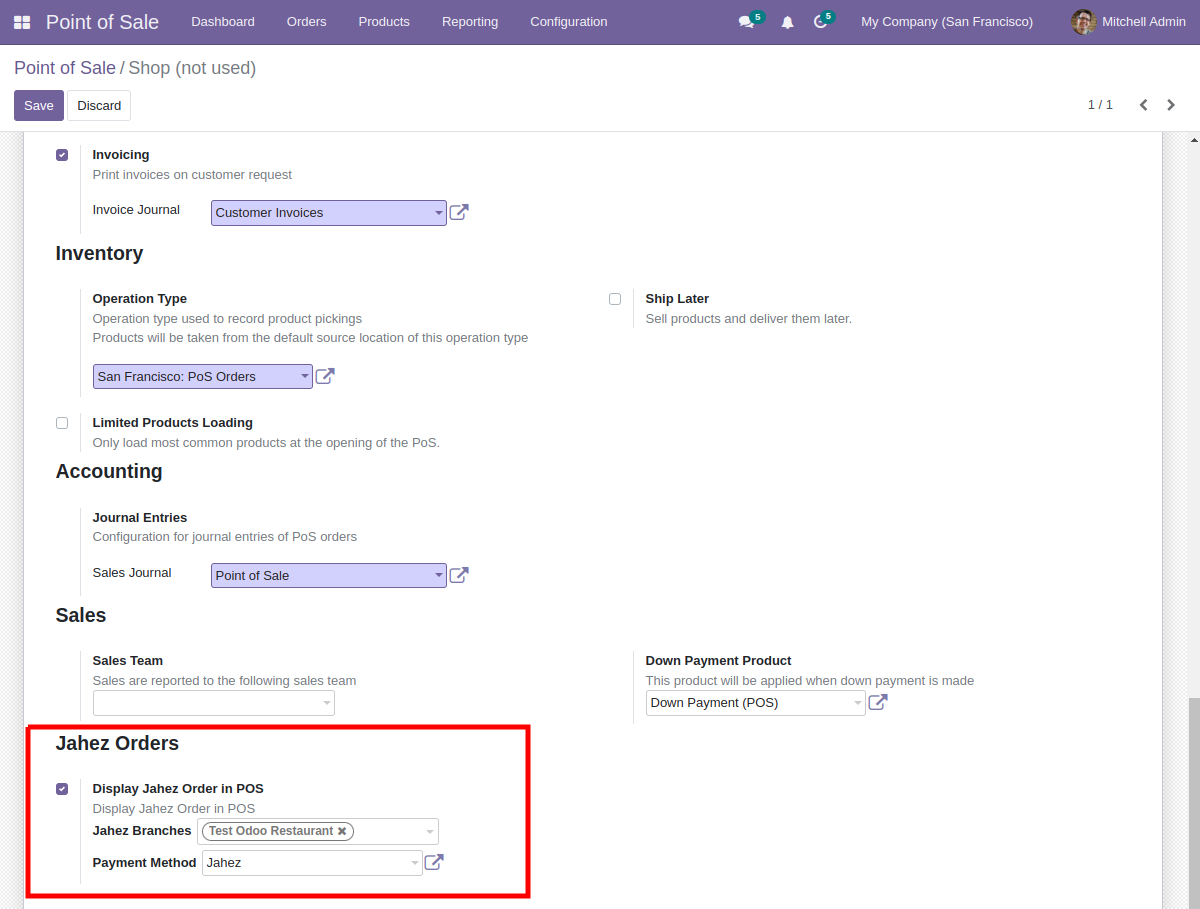 Point of Sale Dashboard Orders Products Reporting Configuration 5 5 My Company (San Francisco) Mitchell Admin
Point of Sale / Shop (not used)
Save Discard 1 / 1
Invoicing
Print invoices on customer request
Invoice Journal Customer Invoices
Inventory
Operation Type Ship Later
Operation type used to record product pickings Sell products and deliver them later.
Products will be taken from the default source location of this operation type
San Francisco: PoS Orders
Limited Products Loading
Only load most common products at the opening of the PoS.
Accounting
Journal Entries
Configuration for journal entries of PoS orders
Sales Journal Point of Sale
Sales
Sales Team Down Payment Product
Sales are reported to the following sales team This product will be applied when down payment is made
Down Payment (POS)
Jahez Orders
Display Jahez Order in POS
Display Jahez Order in POS
Jahez Branches Test Odoo Restaurant
Payment Method Jahez